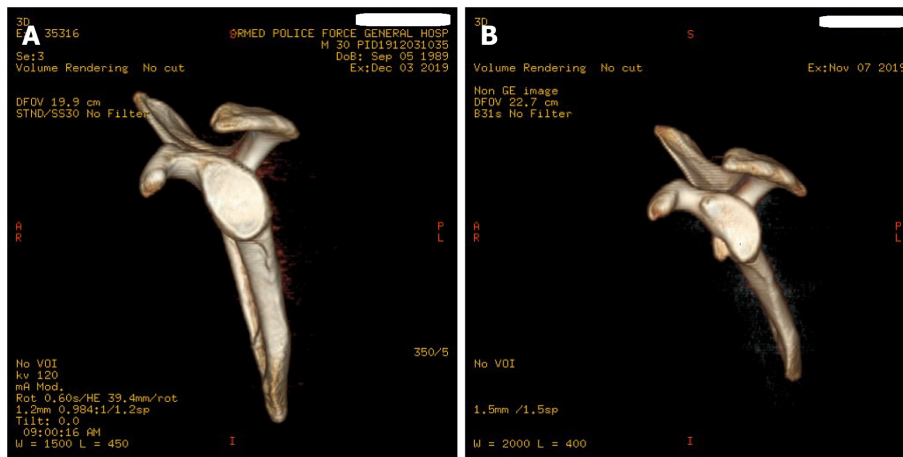 A
3D
35316
Se:3
Volume Rendering No cut
DFOV 19.9 cm
STND/SS30 No Filter
S
ARMED POLICE FORCE GENERAL HOSP
M 30 PID1912031035
DoB: Sep 05 1989
Ex:Dec 03 2019
A
R
P
L
350/5
No VOI
kv 120
mA Mod.
Rot 0.60s/HE 39.4mm/rot
1.2mm 0.984:1/1.2sp
Tilt: 0.0
09:00:16 AM
W = 1500 L = 450
I
B
3D
S
Volume Rendering No cut
Ex:Nov 07 2019
Non GE image
DFOV 22.7 cm
B31s No Filter
A
R
P
L
No VOI
1.5mm /1.5sp
W = 2000 L = 400
I